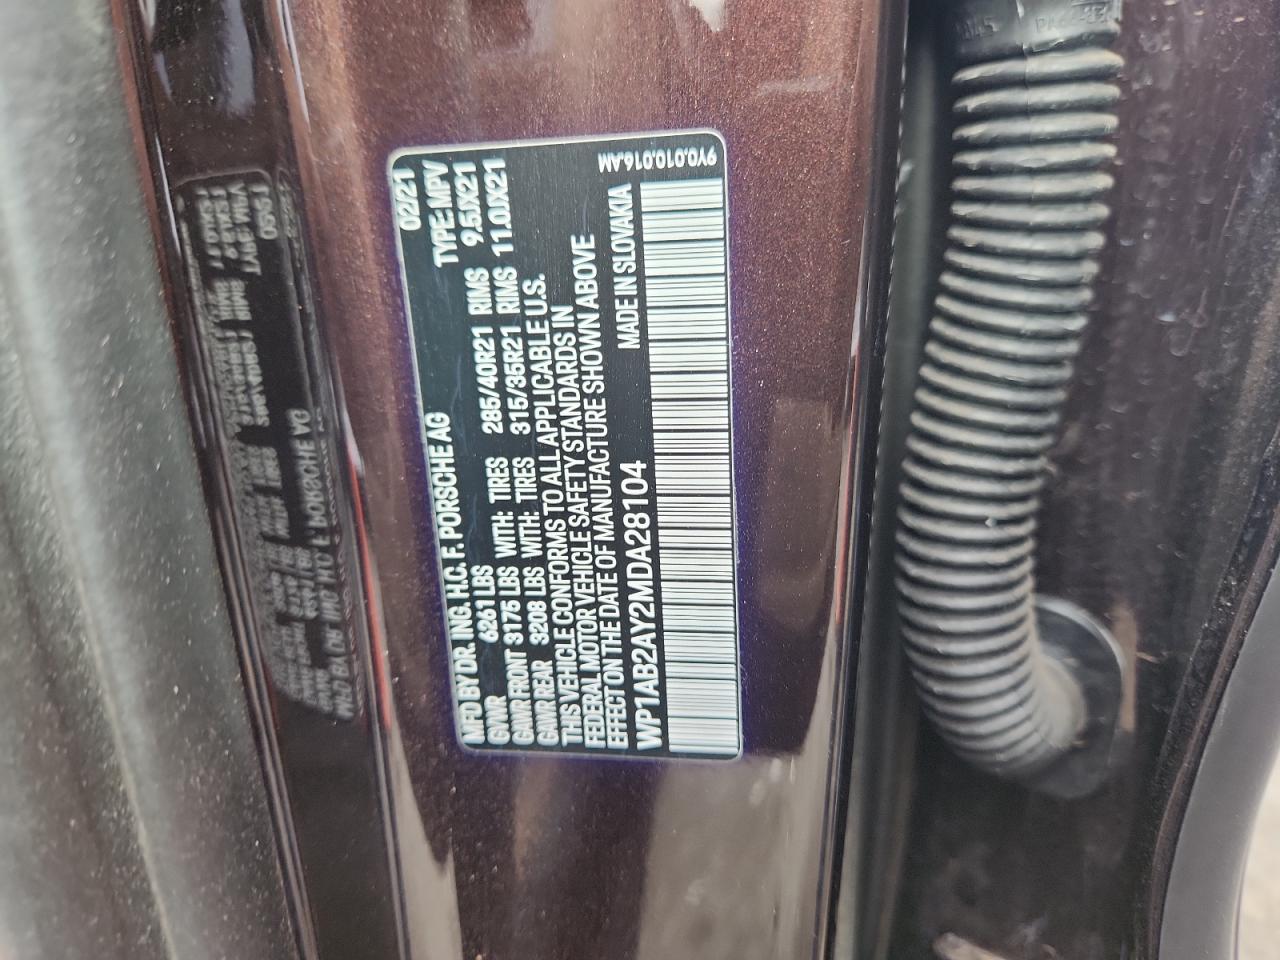 MFD BY DR. ING. H.C. F. PORSCHE AG 02/21
GVWR 6261 LBS TYPE: MPV
GAWR FRONT 3175 LBS WITH: TIRES 285/40R21 RIMS 9.5JX21
GAWR REAR 3208 LBS WITH: TIRES 315/35R21 RIMS 11.0JX21
THIS VEHICLE CONFORMS TO ALL APPLICABLE U.S.
FEDERAL MOTOR VEHICLE SAFETY STANDARDS IN
EFFECT ON THE DATE OF MANUFACTURE SHOWN ABOVE
WP1AB2AY2MDA28104 MADE IN SLOVAKIA
9Y0.010.016.AM